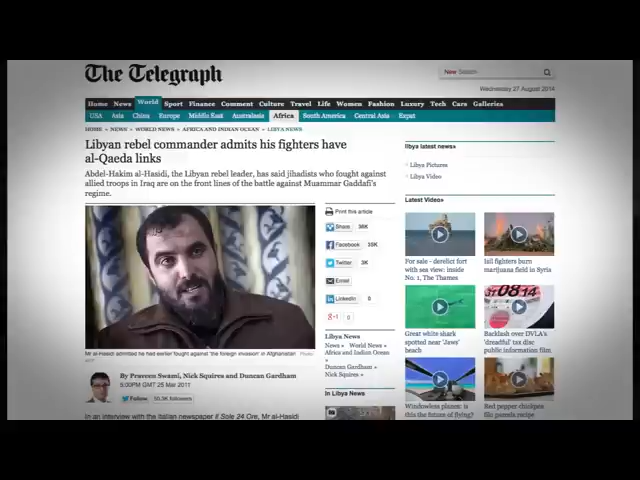 The Telegraph
New Search
Wednesday 27 August 2014
Home News World Sport Finance Comment Culture Travel Life Women Fashion Luxury Tech Cars Galleries
USA Asia China Europe Middle East Australasia Africa South America Central Asia Expat
HOME » NEWS » WORLD NEWS » AFRICA AND INDIAN OCEAN » LIBYA NEWS
Libyan rebel commander admits his fighters have
al-Qaeda links
Abdel-Hakim al-Hasidi, the Libyan rebel leader, has said jihadists who fought against
allied troops in Iraq are on the front lines of the battle against Muammar Gaddafi's
regime.
Mr al-Hasidi admitted he had earlier fought against 'the foreign invasion' in Afghanistan
By Praveen Swami, Nick Squires and Duncan Gardham
5:00PM GMT 25 Mar 2011
Follow
followers
In an interview with the Italian newspaper Il Sole 24 Ore, Mr al-Hasidi
Print this article
Share 38K
Facebook 35K
Twitter 3K
Email
LinkedIn 0
+1 0
Libya News
News » World News »
Africa and Indian Ocean
»
Duncan Gardham »
Nick Squires »
In Libya News
libya latest news»
Libya Pictures
Libya Video
Latest Video»
For sale - derelict fort
with sea view: inside
No. 1, The Thames
Isil fighters burn
marijuana field in Syria
Great white shark
spotted near 'Jaws'
beach
08 14
Backlash over DVLA's
'dreadful' tax disc
public information film
Windowless planes: is
this the future of flying?
Red pepper chickpea
filo parcels recipe